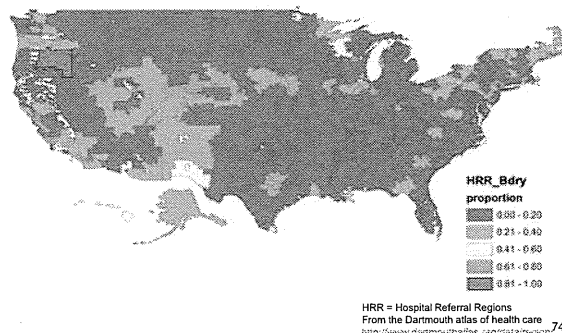 HRR_Bdry
proportion
0.00 - 0.20
0.21 - 0.40
0.41 - 0.60
0.61 - 0.80
0.81 - 1.00
HRR = Hospital Referral Regions
From the Dartmouth atlas of health care
74